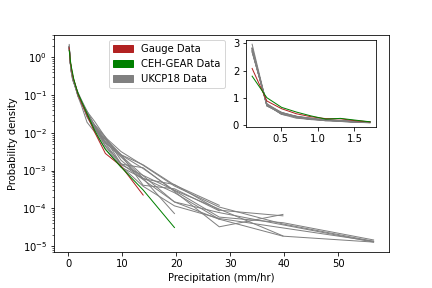 Gauge Data
CEH-GEAR Data
UKCP18 Data
3
2
1
0
0.5 1.0 1.5
10⁰
10⁻¹
10⁻²
10⁻³
10⁻⁴
10⁻⁵
Probability density
0 10 20 30 40 50
Precipitation (mm/hr)